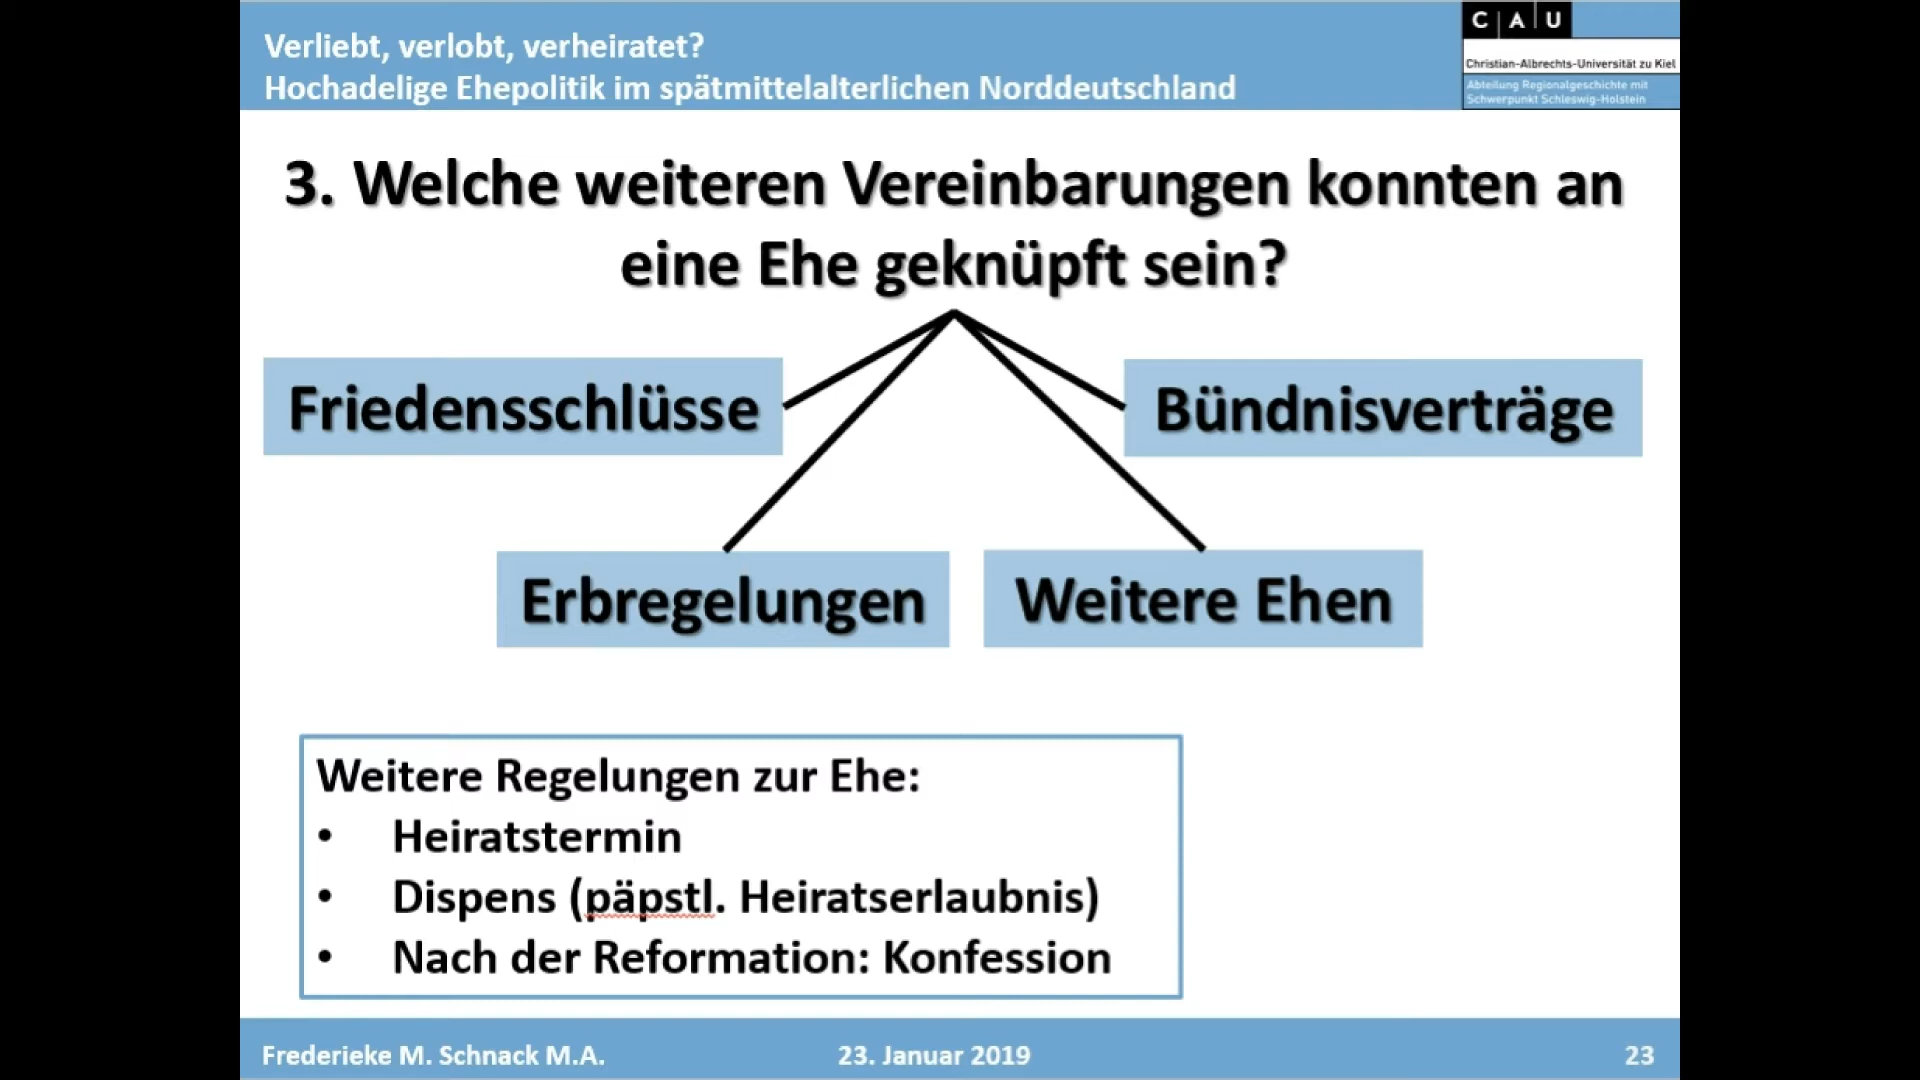 Verliebt, verlobt, verheiratet?
Hochadelige Ehepolitik im spätmittelalterlichen Norddeutschland
C A U
Christian-Albrechts-Universität zu Kiel
Abteilung Regionalgeschichte mit
Schwerpunkt Schleswig-Holstein
3. Welche weiteren Vereinbarungen konnten an
eine Ehe geknüpft sein?
Friedensschlüsse
Bündnisverträge
Erbregelungen
Weitere Ehen
Weitere Regelungen zur Ehe:
• Heiratstermin
• Dispens (päpstl. Heiratserlaubnis)
• Nach der Reformation: Konfession
Frederieke M. Schnack M.A.
23. Januar 2019
23